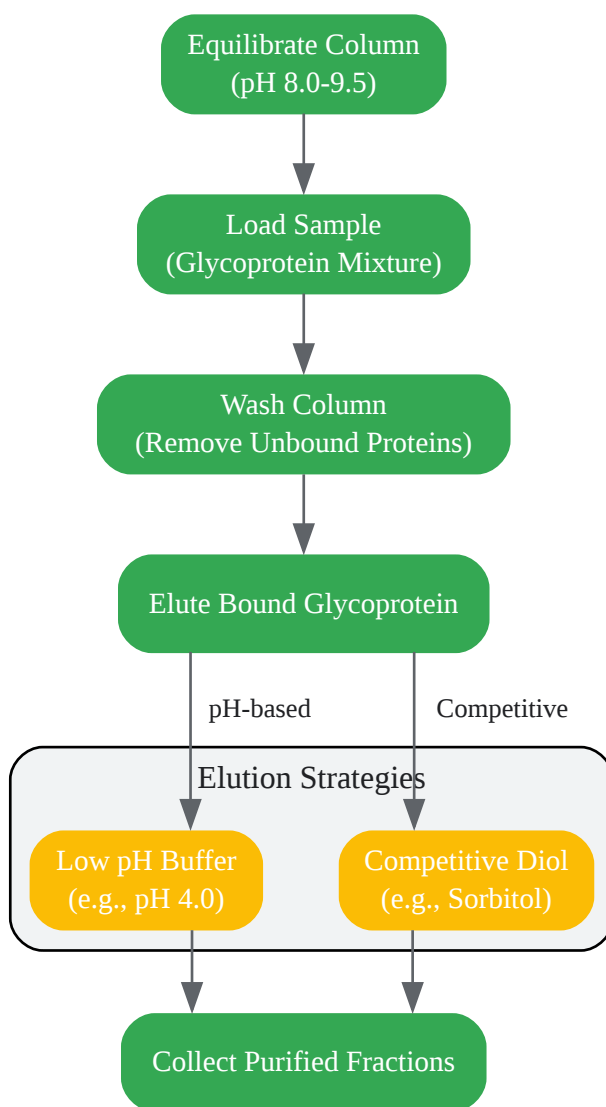 Equilibrate Column
(pH 8.0-9.5)
Load Sample
(Glycoprotein Mixture)
Wash Column
(Remove Unbound Proteins)
Elute Bound Glycoprotein
pH-based
Competitive
Elution Strategies
Low pH Buffer
(e.g., pH 4.0)
Competitive Diol
(e.g., Sorbitol)
Collect Purified Fractions